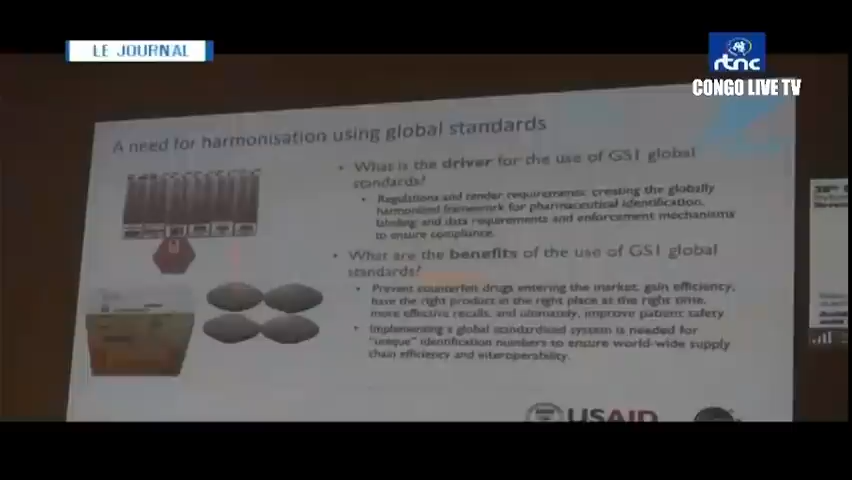 LE JOURNAL
rtnc
CONGO LIVE TV
A need for harmonisation using global standards
• What is the driver for the use of GS1 global
standards?
• Regulations and tender requirements: creating the globally
harmonized framework for pharmaceutical identification,
labeling and data requirements and enforcement mechanisms
to ensure compliance.
• What are the benefits of the use of GS1 global
standards?
• Prevent counterfeit drugs entering the market, gain efficiency,
have the right product in the right place at the right time,
more effective recalls, and ultimately, improve patient safety
• Implementing a global standardised system is needed for
"unique" identification numbers to ensure world-wide supply
chain efficiency and interoperability.
USAID